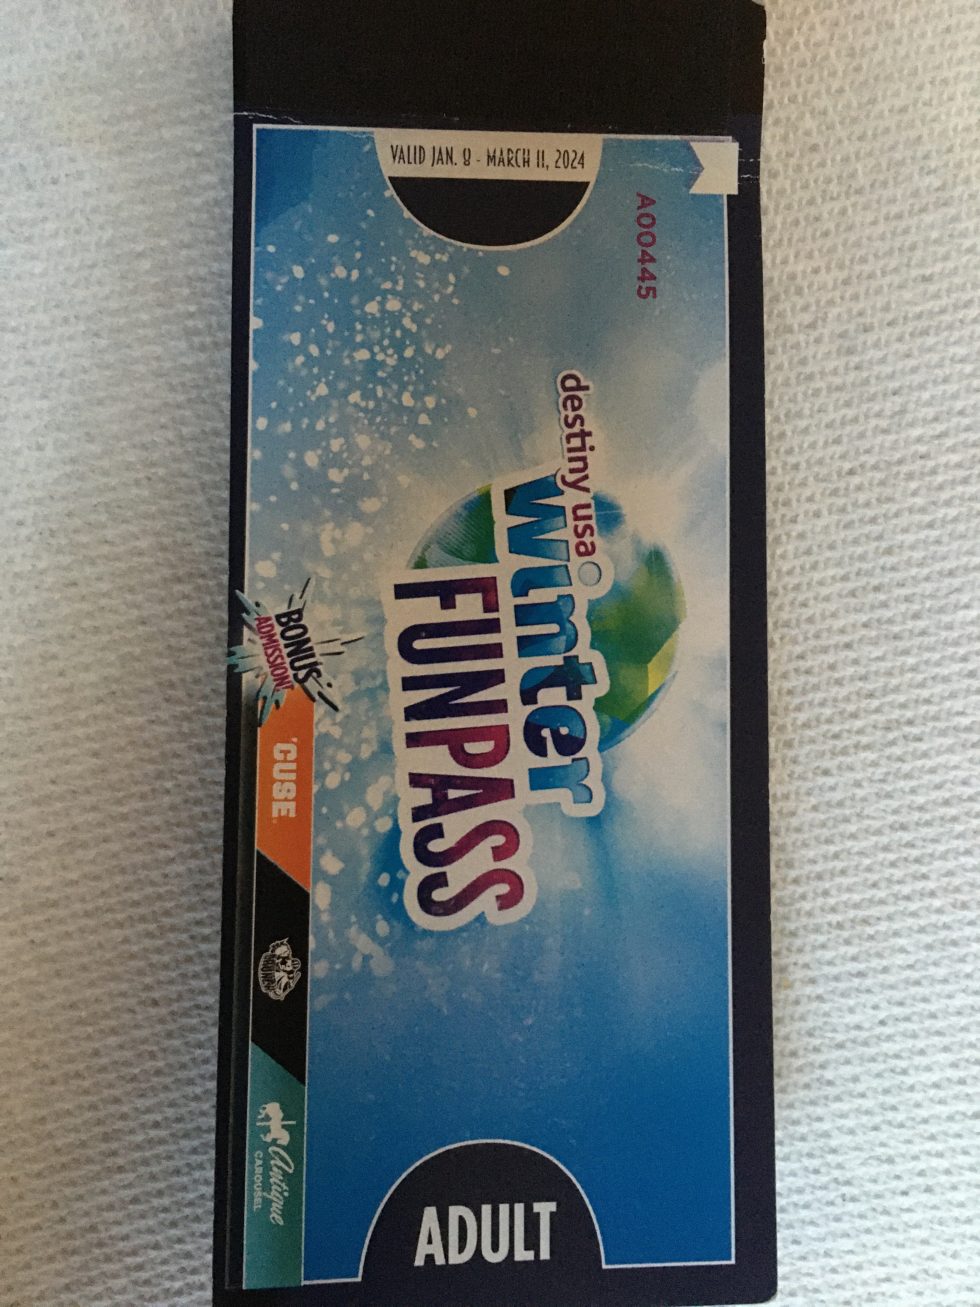 VALID JAN. 8 - MARCH 11, 2024
A00445
destiny usa
winter
FUNPASS
BONUS
ADMISSION!
'CUSE
Antique
CAROUSEL
ADULT